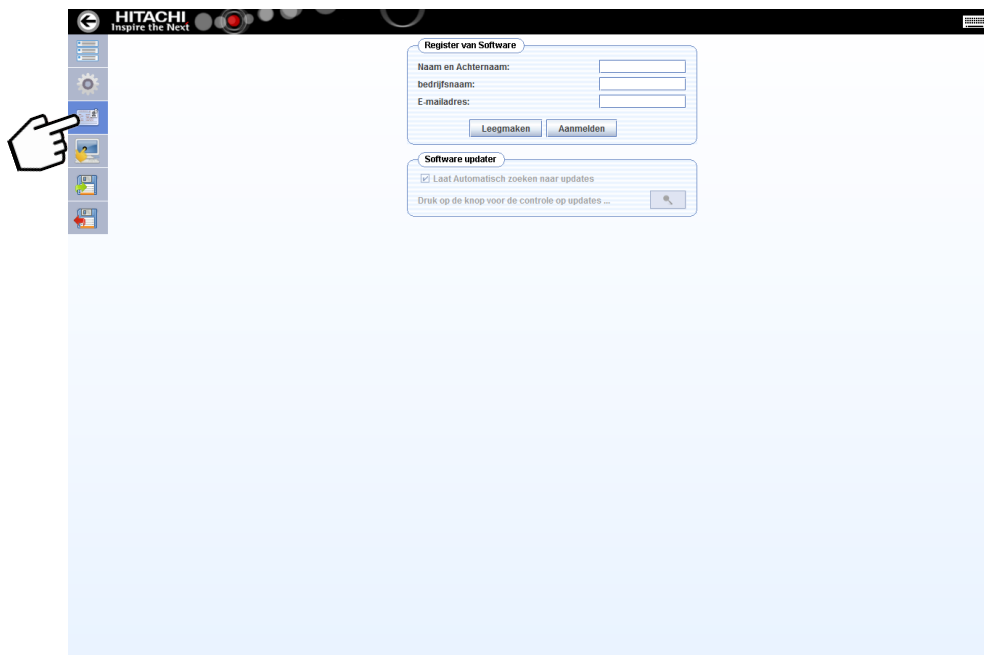 HITACHI
Inspire the Next
Register van Software
Naam en Achternaam:
bedrijfsnaam:
E-mailadres:
Leegmaken Aanmelden
Software updater
Laat Automatisch zoeken naar updates
Druk op de knop voor de controle op updates ...